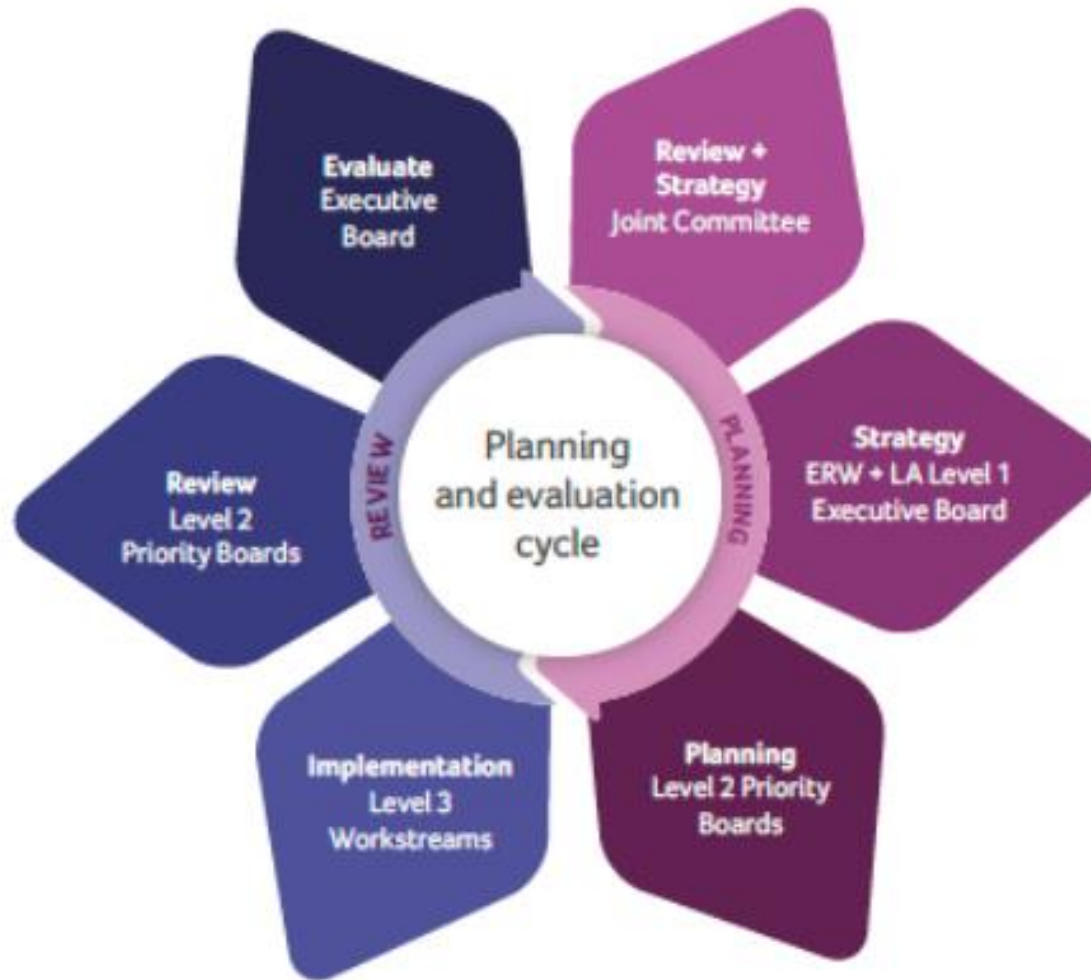 Evaluate
Executive
Board
Review +
Strategy
Joint Committee
Strategy
ERW + LA Level 1
Executive Board
Planning
Level 2 Priority
Boards
Implementation
Level 3
Workstreams
Review
Level 2
Priority Boards
REVIEW
PLANNING
Planning
and evaluation
cycle